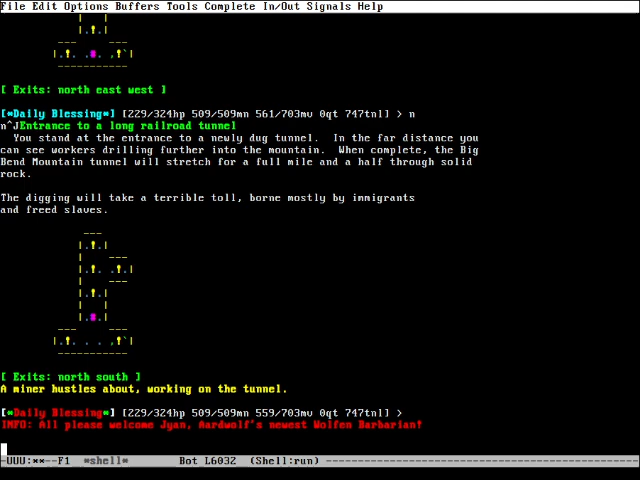 File Edit Options Buffers Tools Complete In/Out Signals Help
|.!.|
--- ---
|.!. .#. ,!`|
-----------
[ Exits: north east west ]
[*Daily Blessing*] [229/324hp 509/509mn 561/703mv 0qt 747tnl] > n
n^JEntrance to a long railroad tunnel
You stand at the entrance to a newly dug tunnel.  In the far distance you
can see workers drilling further into the mountain.  When complete, the Big
Bend Mountain tunnel will stretch for a full mile and a half through solid
rock.
The digging will take a terrible toll, borne mostly by immigrants
and freed slaves.
---
|.!.|
| ---
|.!. .!.|
| ---
|.!.|
| |
|.#.|
--- ---
|.!. . . ,!`|
-----------
[ Exits: north south ]
A miner hustles about, working on the tunnel.
[*Daily Blessing*] [229/324hp 509/509mn 559/703mv 0qt 747tnl] >
INFO: All please welcome Jyan, Aardwolf's newest Wolfen Barbarian!
-UUU:**--F1  *shell*        Bot L6032  (Shell:run)